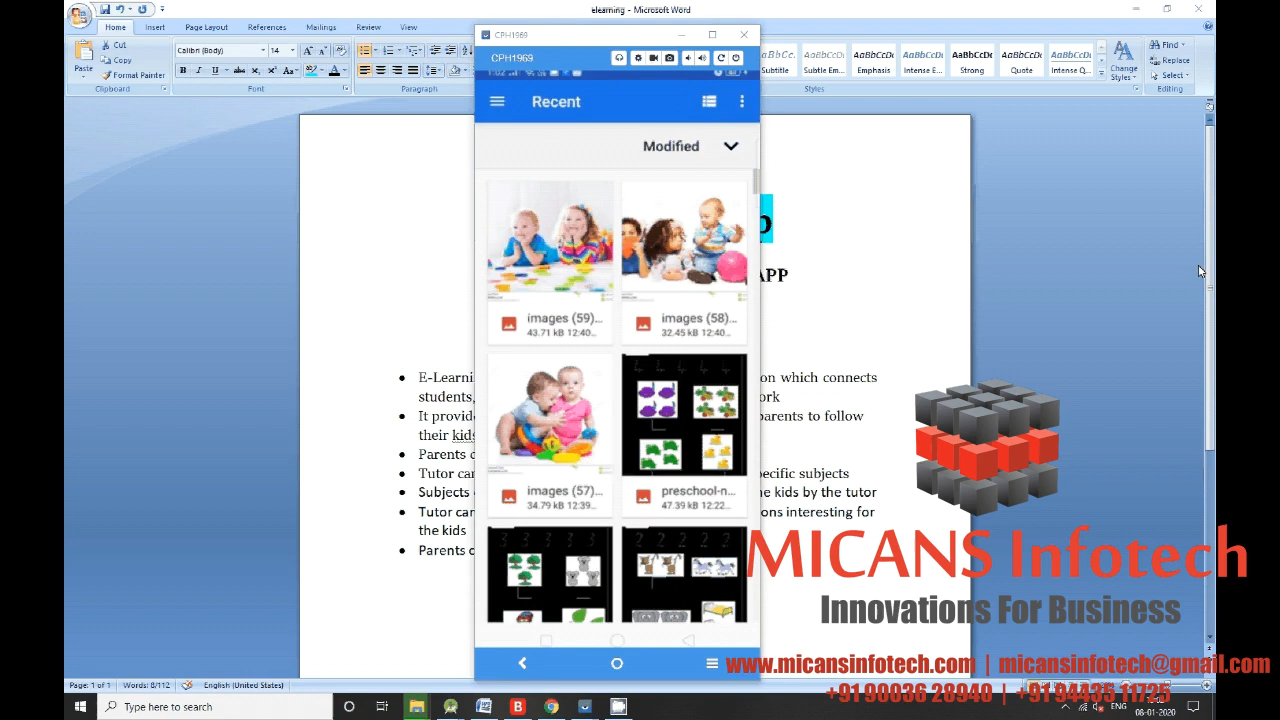 elearning - Microsoft Word
Home Insert Page Layout References Mailings Review View
Paste
Cut
Copy
Format Painter
Clipboard
Calibri (Body) 14
Font
Paragraph
Subtitle
Subtle Em...
Emphasis
Intense E...
Strong
Quote
Intense Q...
Styles
Change
Styles
Find
Replace
Select
Editing
CPH1969
CPH1969
Recent
Modified
images (59)...
43.71 kB 12:40...
images (58)...
32.45 kB 12:40...
images (57)...
34.79 kB 12:39...
preschool-n...
47.39 kB 12:22...
APP
E-Learni
on which connects
students,
ork
It provide
parents to follow
their kids
Parents c
Tutor car
pecific subjects
Subjects
he kids by the tutor
Tutor car
ons interesting for
the kids
Parents c
MICANS Infotech
Innovations For Business
www.micansinfotech.com | micansinfotech@gmail.com
+91 90036 28940 | +91 94435 11725
Page: 1 of 1 Words: 8/112 English (United States)
Type here to search
ENG
08-01-2020